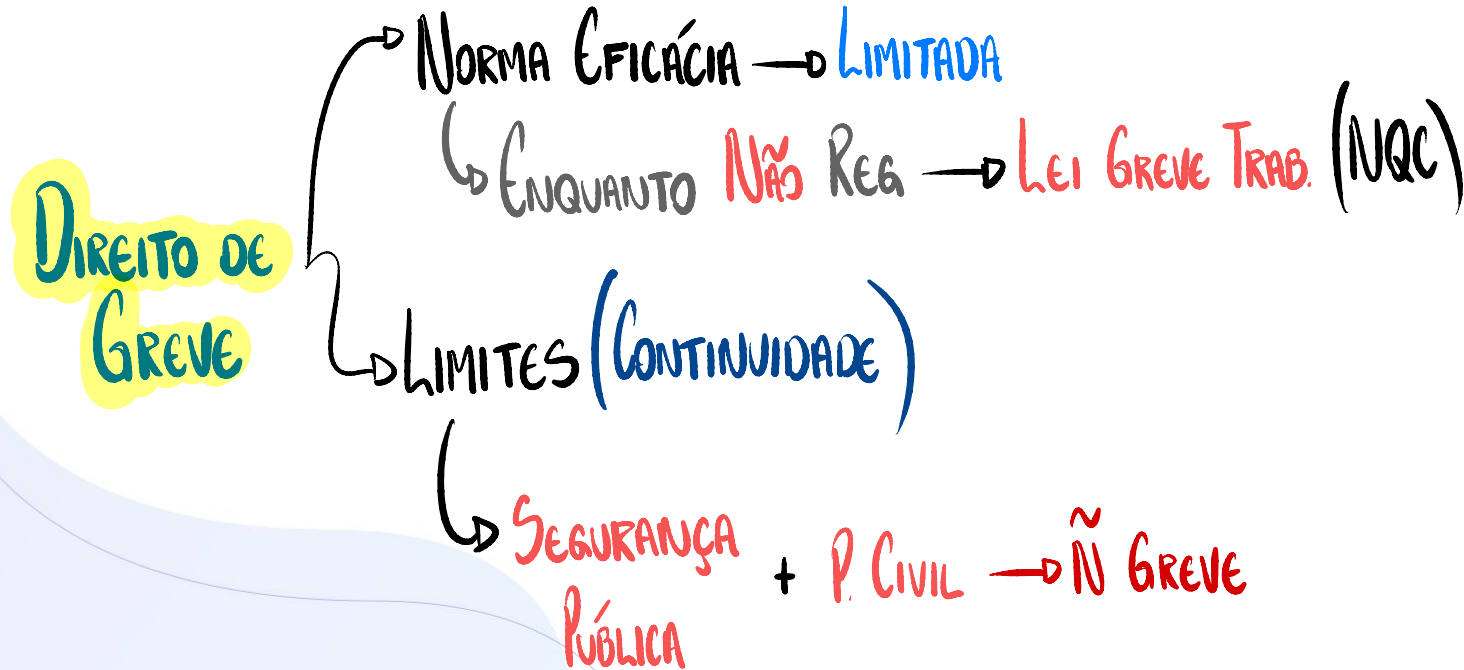 DIREITO DE
GREVE
NORMA EFICÁCIA → LIMITADA
ENQUANTO NÃO REG → LEI GREVE TRAB. (NQC)
LIMITES (CONTINUIDADE)
SEGURANÇA
PÚBLICA
+ P. CIVIL → Ñ GREVE